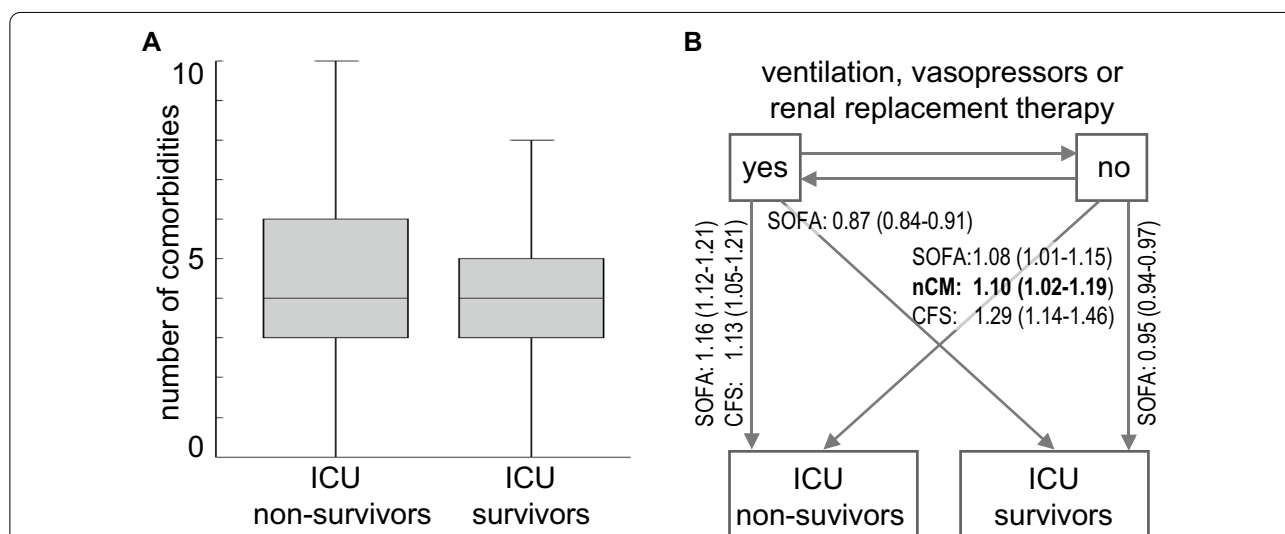 A
10
5
0
number of comorbidities
ICU
non-survivors
ICU
survivors
B
ventilation, vasopressors or
renal replacement therapy
yes
no
SOFA: 1.16 (1.12-1.21)
CFS: 1.13 (1.05-1.21)
SOFA: 0.87 (0.84-0.91)
SOFA:1.08 (1.01-1.15)
nCM: 1.10 (1.02-1.19)
CFS: 1.29 (1.14-1.46)
SOFA: 0.95 (0.94-0.97)
ICU
non-suvivors
ICU
survivors